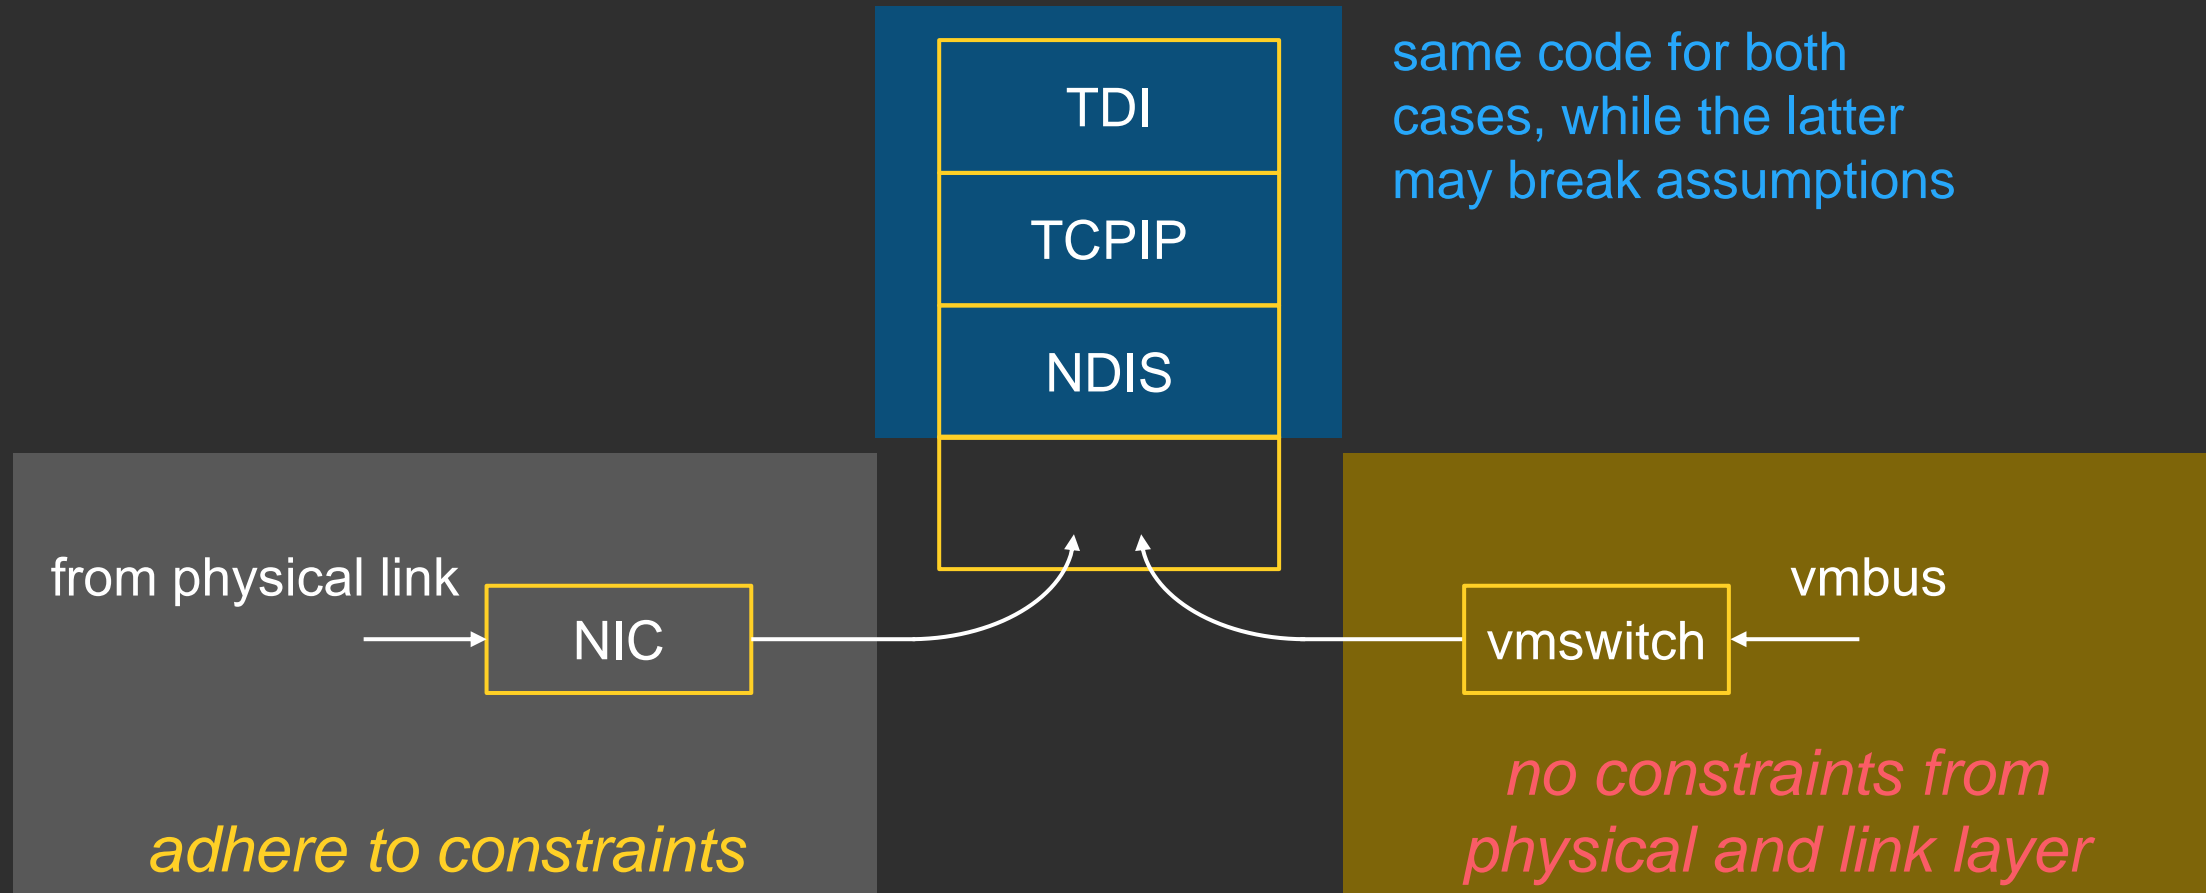 TDI
TCPIP
NDIS
same code for both
cases, while the latter
may break assumptions
from physical link
NIC
adhere to constraints
vmbus
vmswitch
no constraints from
physical and link layer